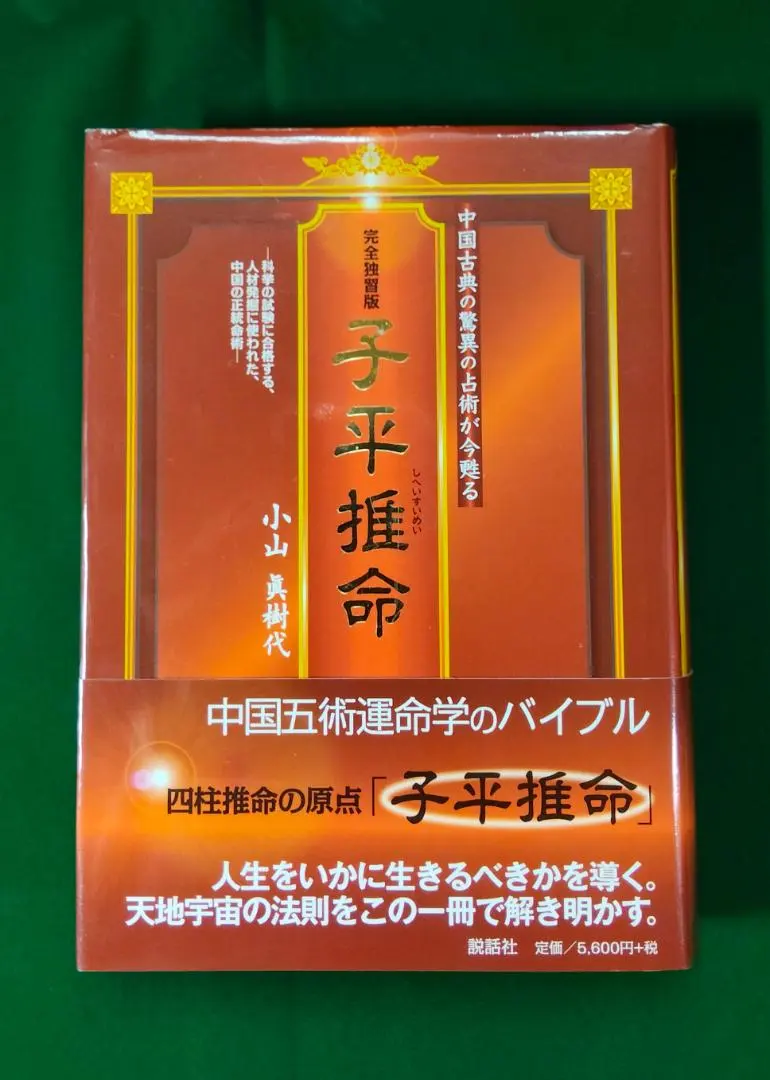 中国古典の驚異の占術が今甦る
完全独習版
子平推命
しへいすいめい
―科学の試験に合格する、
人材発掘に使われた、
中国の正統命術―
小山 眞樹代
中国五術運命学のバイブル
四柱推命の原点「子平推命」
人生をいかに生きるべきかを導く。
天地宇宙の法則をこの一冊で解き明かす。
説話社 定価/5,600円+税